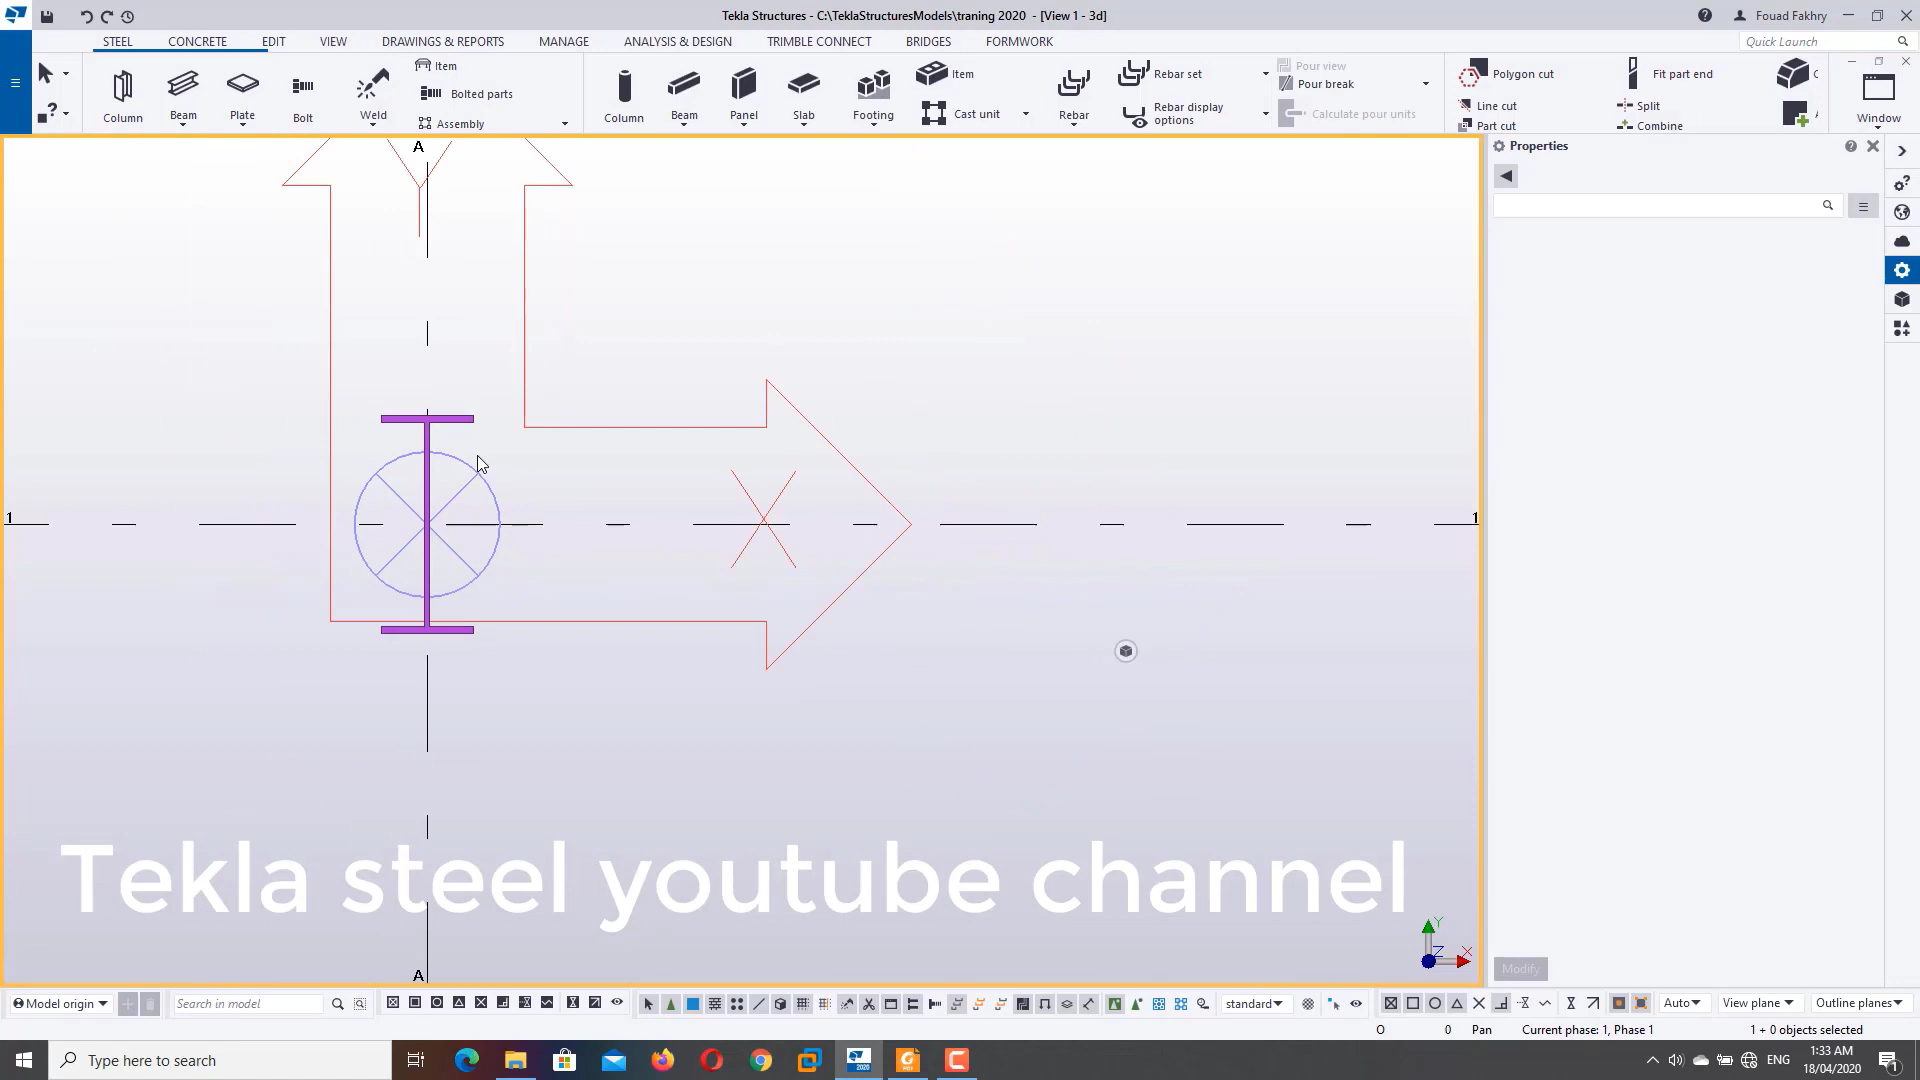 Tekla Structures - C:\TeklaStructuresModels\traning 2020 - [View 1 - 3d]
Fouad Fakhry
STEEL CONCRETE EDIT VIEW DRAWINGS & REPORTS MANAGE ANALYSIS & DESIGN TRIMBLE CONNECT BRIDGES FORMWORK
Quick Launch
Column
Beam
Plate
Bolt
Weld
Item
Bolted parts
Assembly
Column
Beam
Panel
Slab
Footing
Item
Cast unit
Rebar
Rebar set
Rebar display
options
Pour view
Pour break
Calculate pour units
Polygon cut
Line cut
Part cut
Fit part end
Split
Combine
Window
Properties
A
Y
1
X
1
A
Tekla steel youtube channel
Y
Z
X
Modify
Model origin
Search in model
standard
Auto
View plane
Outline planes
O 0 Pan Current phase: 1, Phase 1 1 + 0 objects selected
Type here to search
2020
ENG
1:33 AM
18/04/2020
1